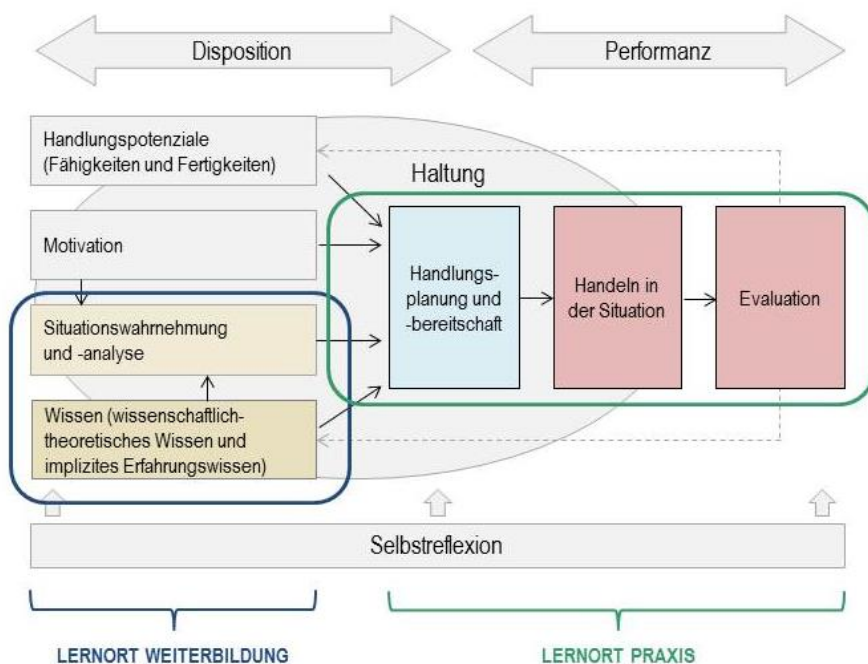 Disposition
Performanz
Handlungspotenziale
(Fähigkeiten und Fertigkeiten)
Haltung
Motivation
Situationswahrnehmung
und -analyse
Wissen (wissenschaftlich-
theoretisches Wissen und
implizites Erfahrungswissen)
Handlungs-
planung und
-bereitschaft
Handeln in
der Situation
Evaluation
Selbstreflexion
LERNORT WEITERBILDUNG
LERNORT PRAXIS